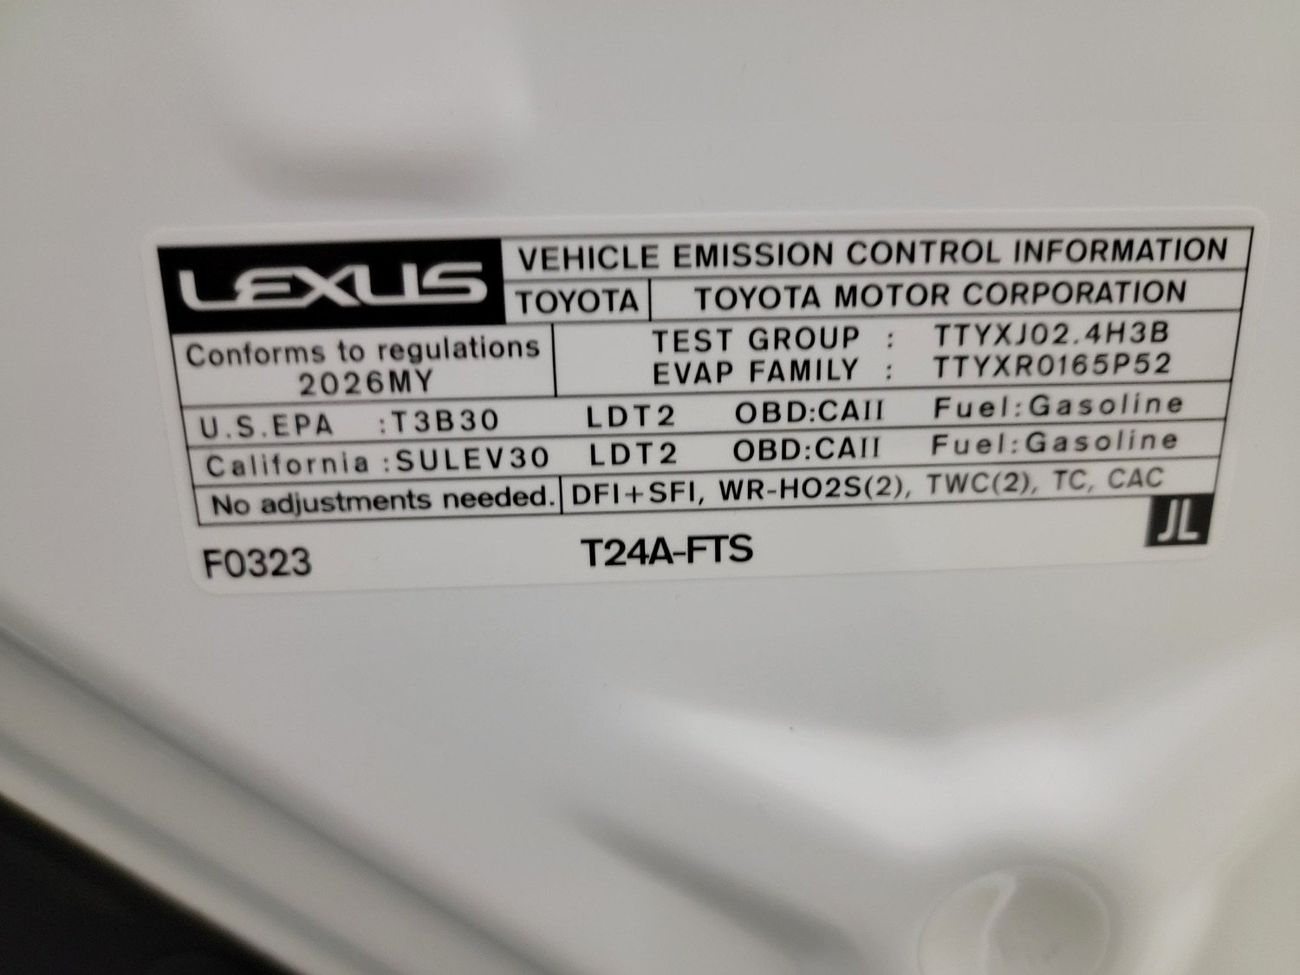 LEXUS
VEHICLE EMISSION CONTROL INFORMATION
TOYOTA TOYOTA MOTOR CORPORATION
Conforms to regulations
2026MY
TEST GROUP : TTYXJ02.4H3B
EVAP FAMILY : TTYXR0165P52
U.S.EPA :T3B30 LDT2 OBD:CAII Fuel:Gasoline
California :SULEV30 LDT2 OBD:CAII Fuel:Gasoline
No adjustments needed. DFI+SFI, WR-HO2S(2), TWC(2), TC, CAC
F0323 T24A-FTS JL